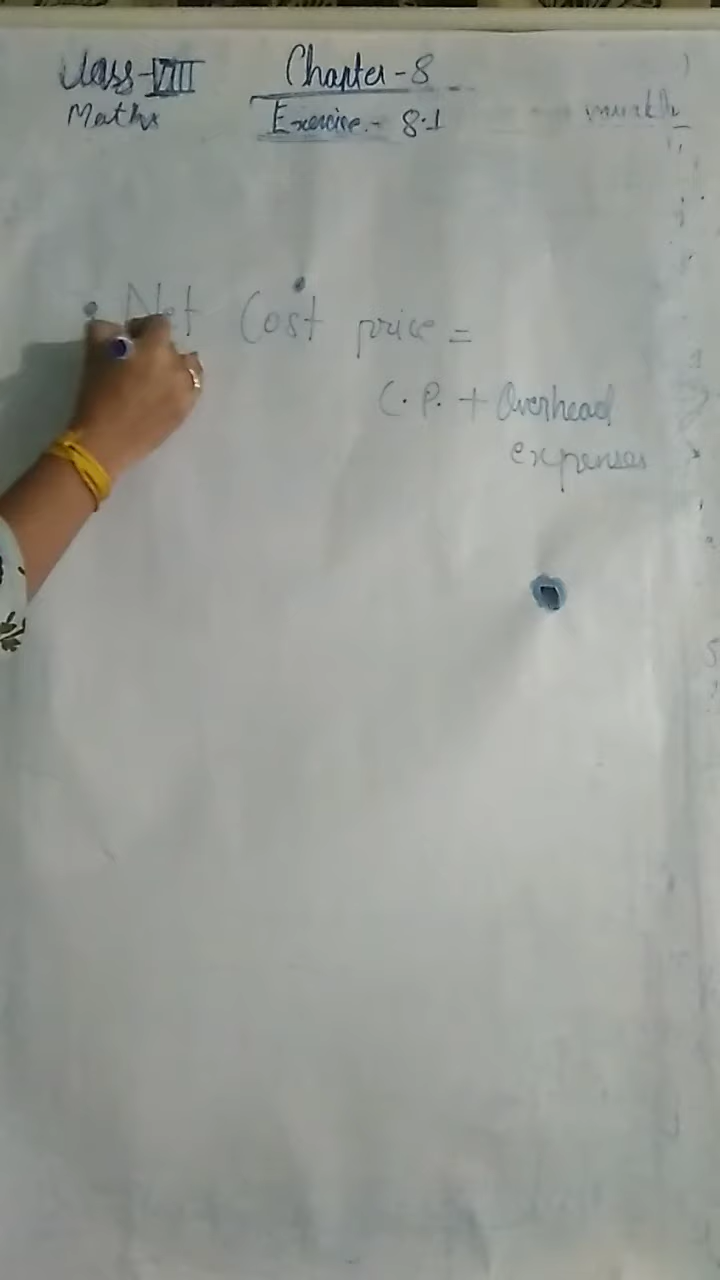 Class-VIII Chapter-8
Maths Exercise.- 8.1
• Net Cost price =
C.P. + Overhead
expenses